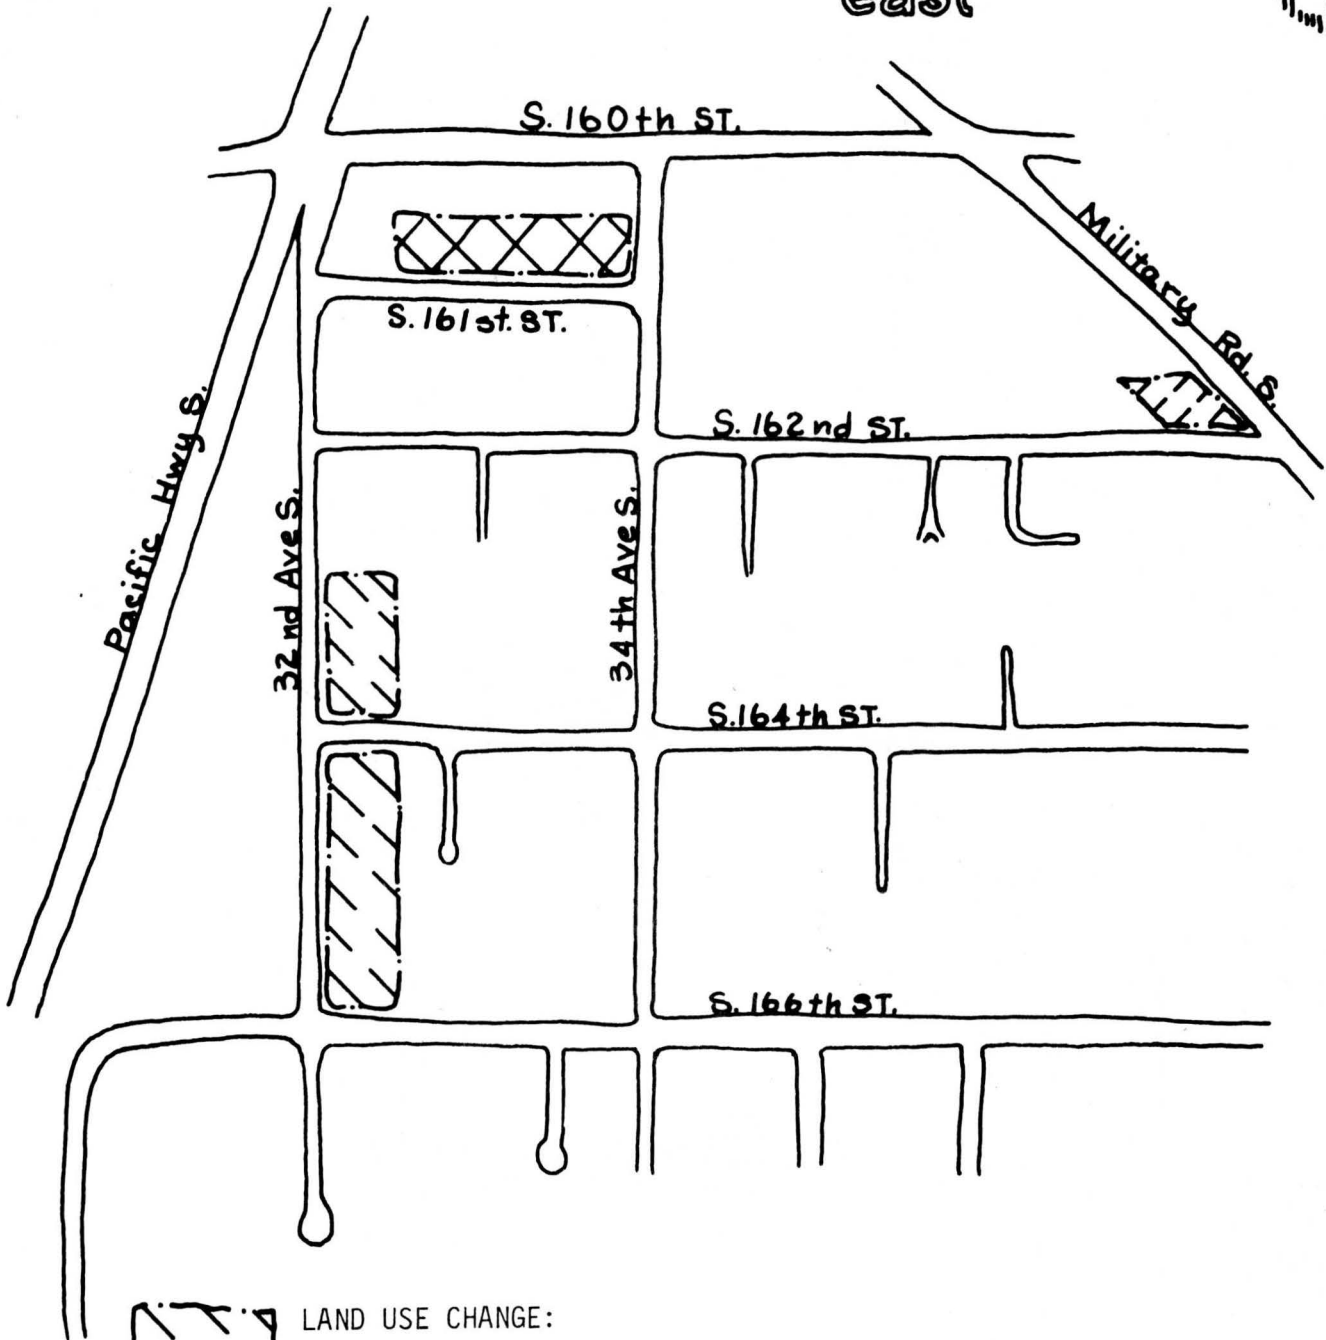 east
S. 160th ST.
Military Rd. S.
S. 161st. ST.
S. 162nd ST.
Pacific Hwy S.
32nd Ave S.
34th Ave S.
S. 164th ST.
S. 166th ST.
LAND USE CHANGE: